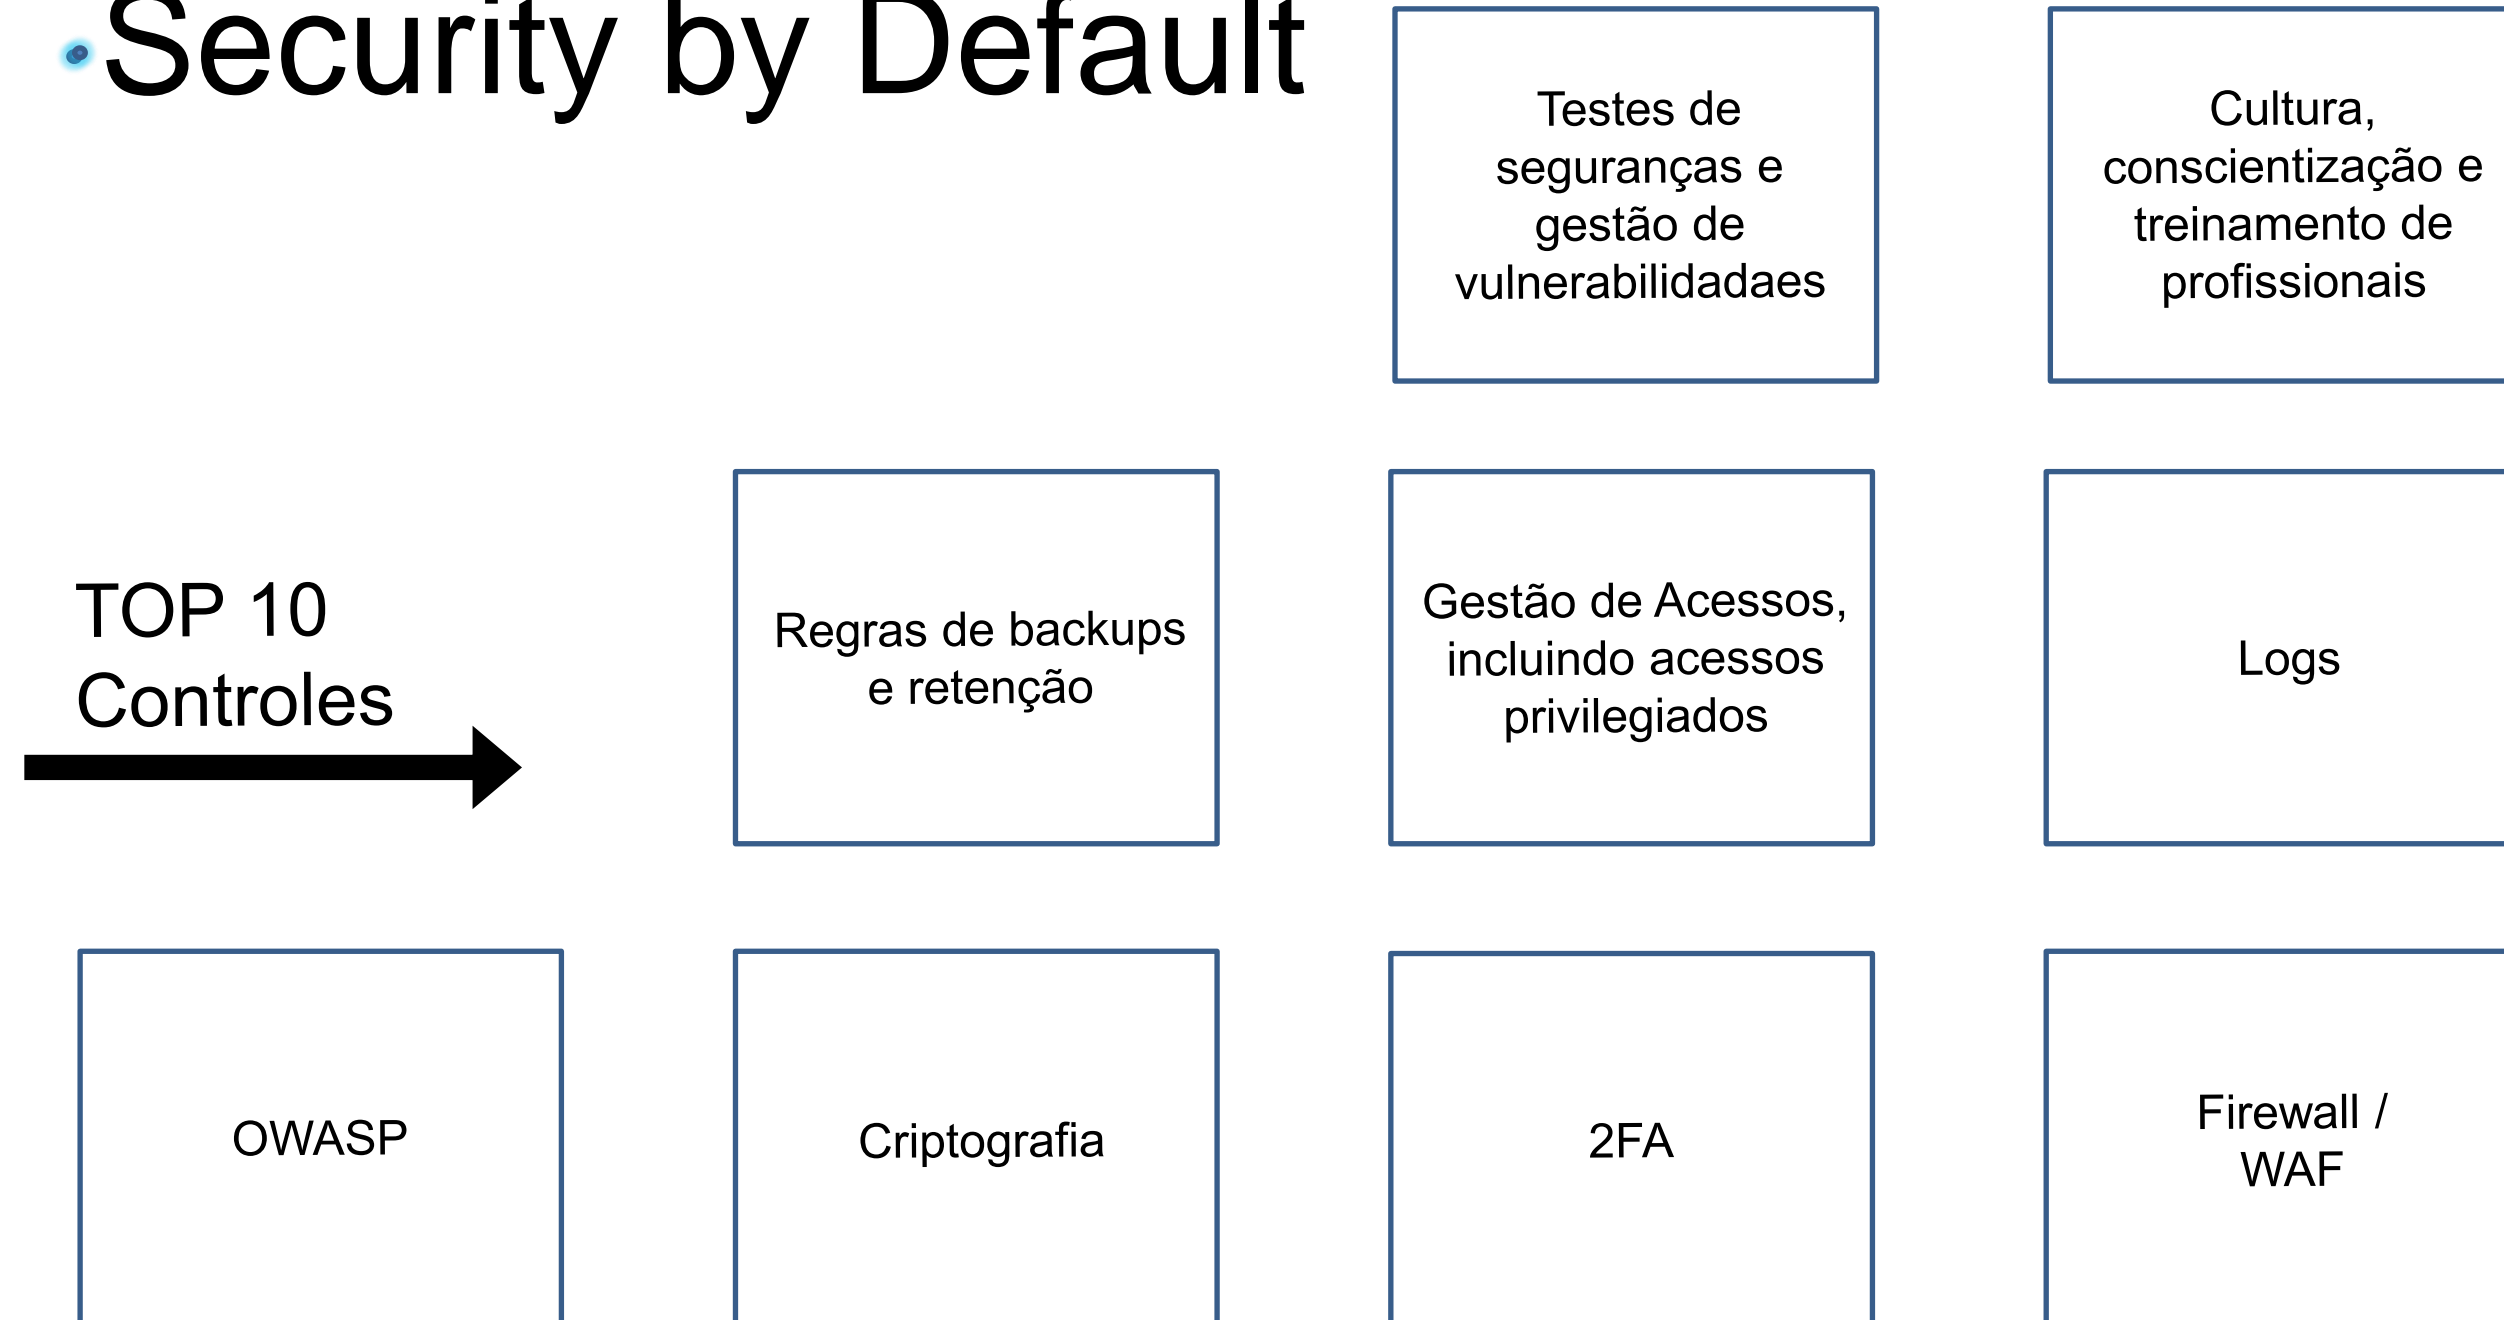 Security by Default
Testes de
seguranças e
gestão de
vulnerabilidadaes
Cultura,
conscientização e
treinamento de
profissionais
TOP 10
Controles
Regras de backups
e retenção
Gestão de Acessos,
incluindo acessos
privilegiados
Logs
OWASP
Criptografia
2FA
Firewall /
WAF